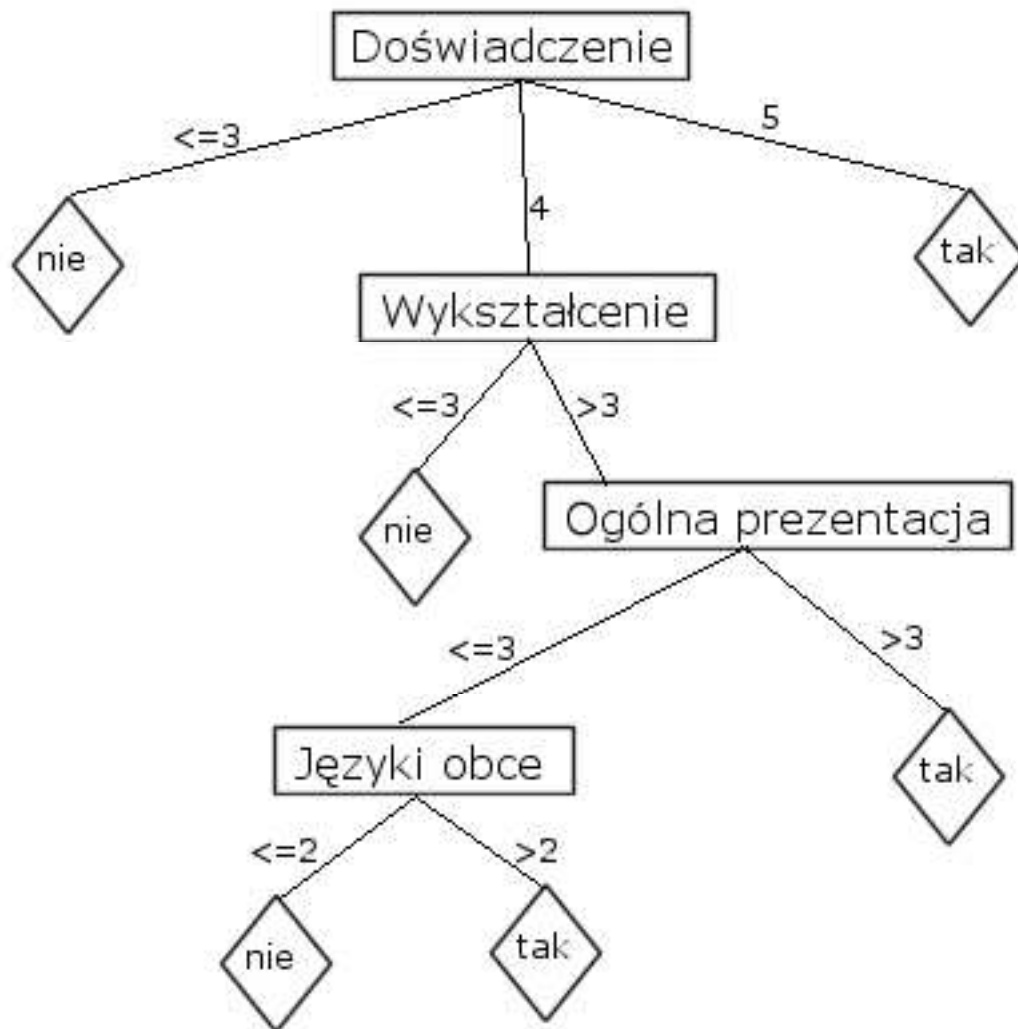 Doświadczenie
<=3
5
4
nie
tak
Wykształcenie
<=3
>3
nie
Ogólna prezentacja
<=3
>3
Języki obce
tak
<=2
>2
nie
tak